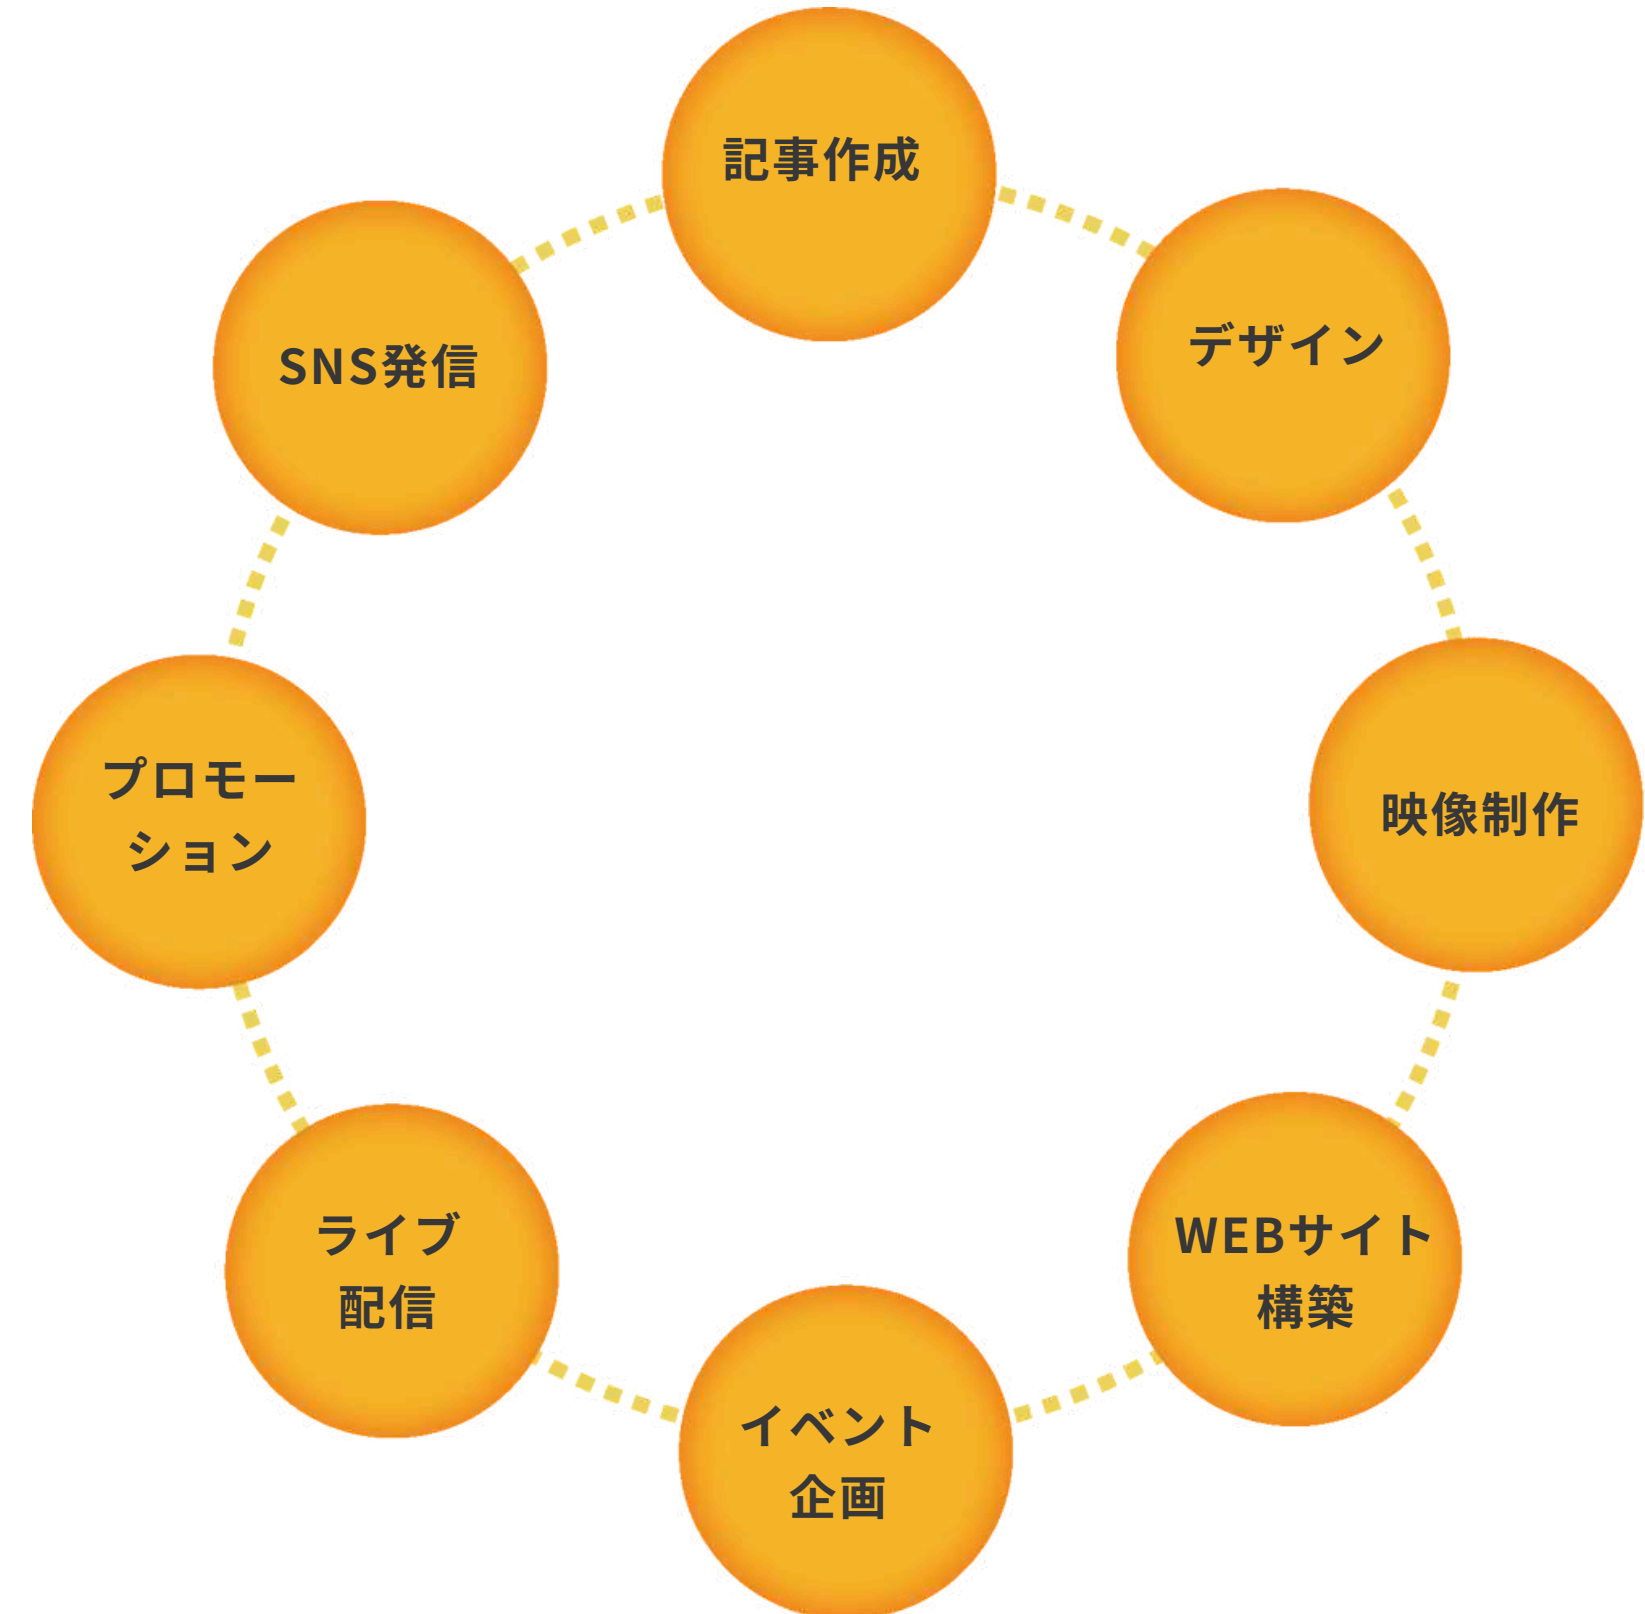 記事作成
デザイン
映像制作
WEBサイト
構築
イベント
企画
ライブ
配信
プロモー
ション
SNS発信